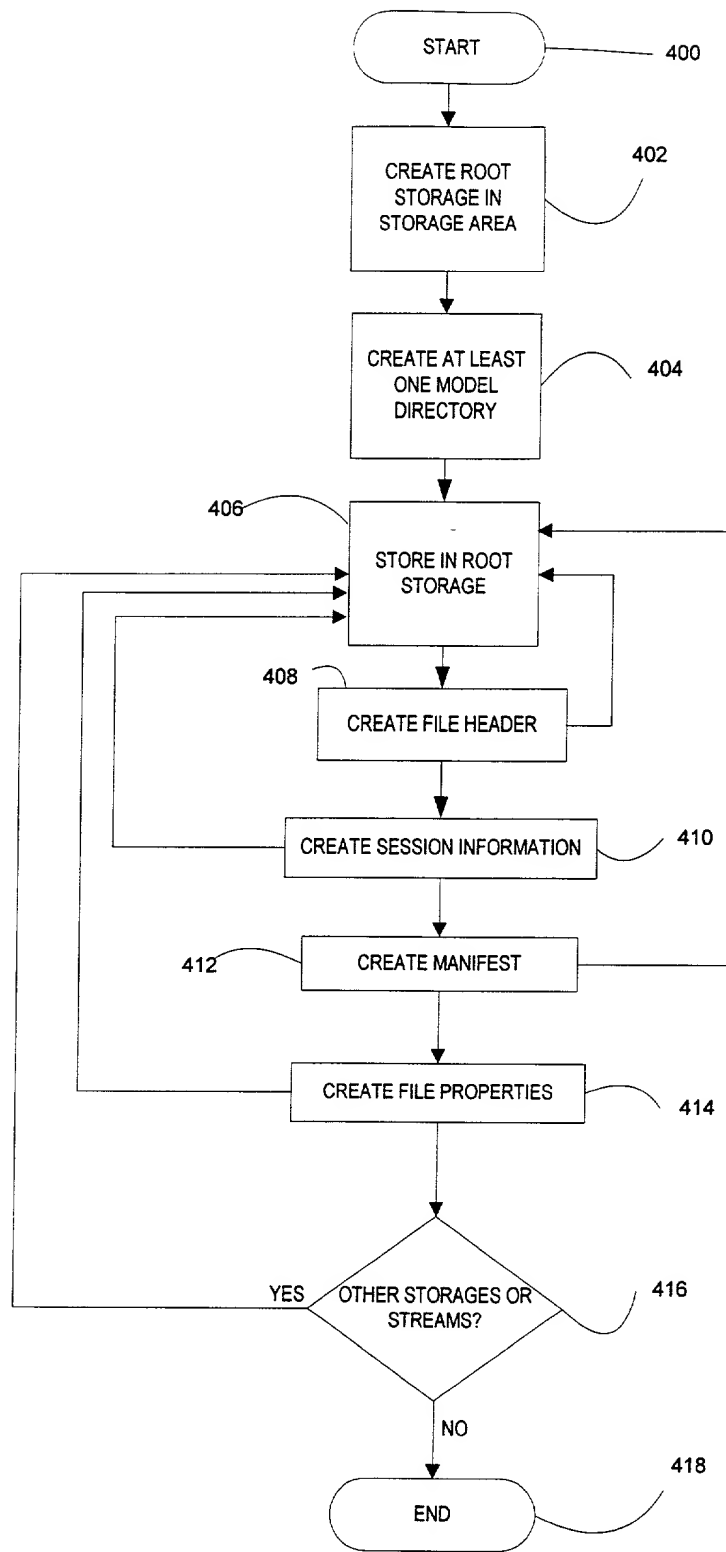 START
400
CREATE ROOT
STORAGE IN
STORAGE AREA
402
CREATE AT LEAST
ONE MODEL
DIRECTORY
404
406
STORE IN ROOT
STORAGE
408
CREATE FILE HEADER
CREATE SESSION INFORMATION
410
412
CREATE MANIFEST
CREATE FILE PROPERTIES
414
YES
OTHER STORAGES OR
STREAMS?
416
NO
END
418